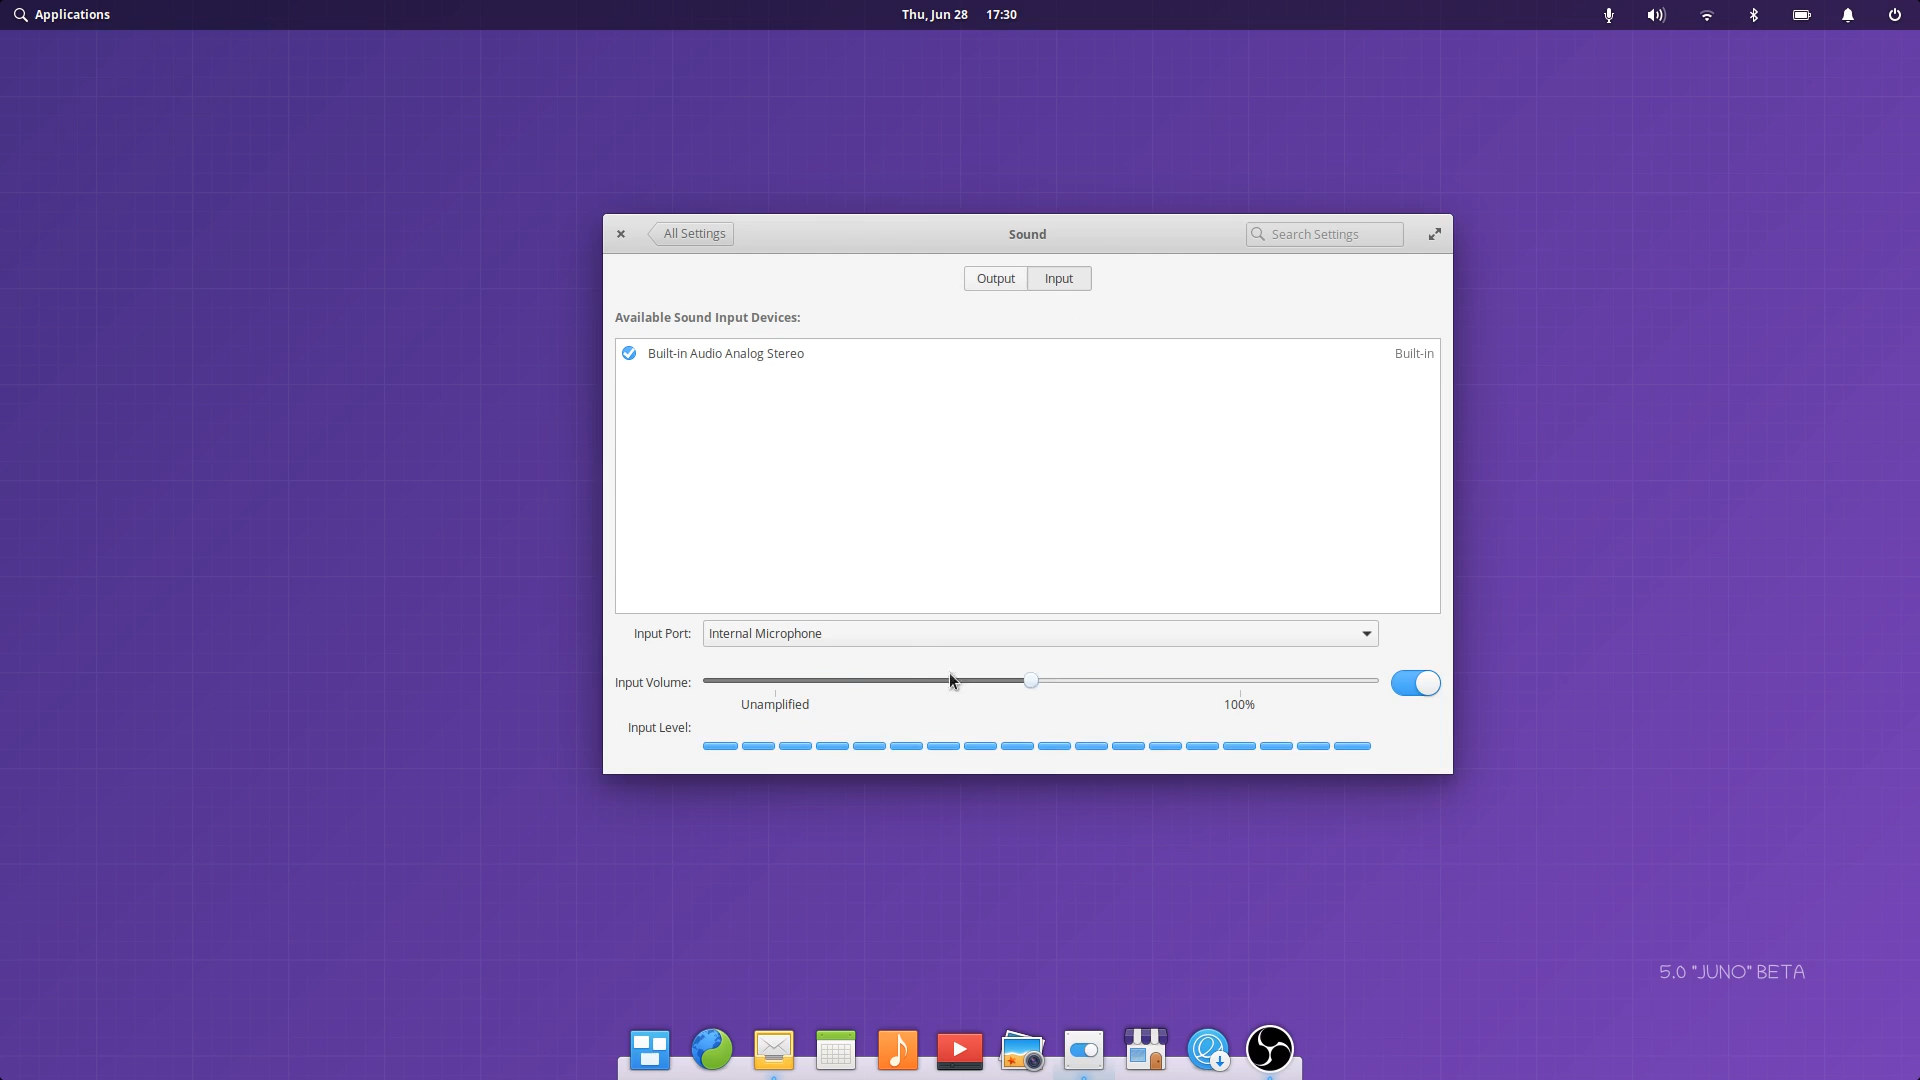 Applications
Thu, Jun 28 17:30
All Settings
Sound
Search Settings
Output
Input
Available Sound Input Devices:
Built-in Audio Analog Stereo
Built-in
Input Port:
Internal Microphone
Input Volume:
Unamplified
100%
Input Level:
5.0 "JUNO" BETA